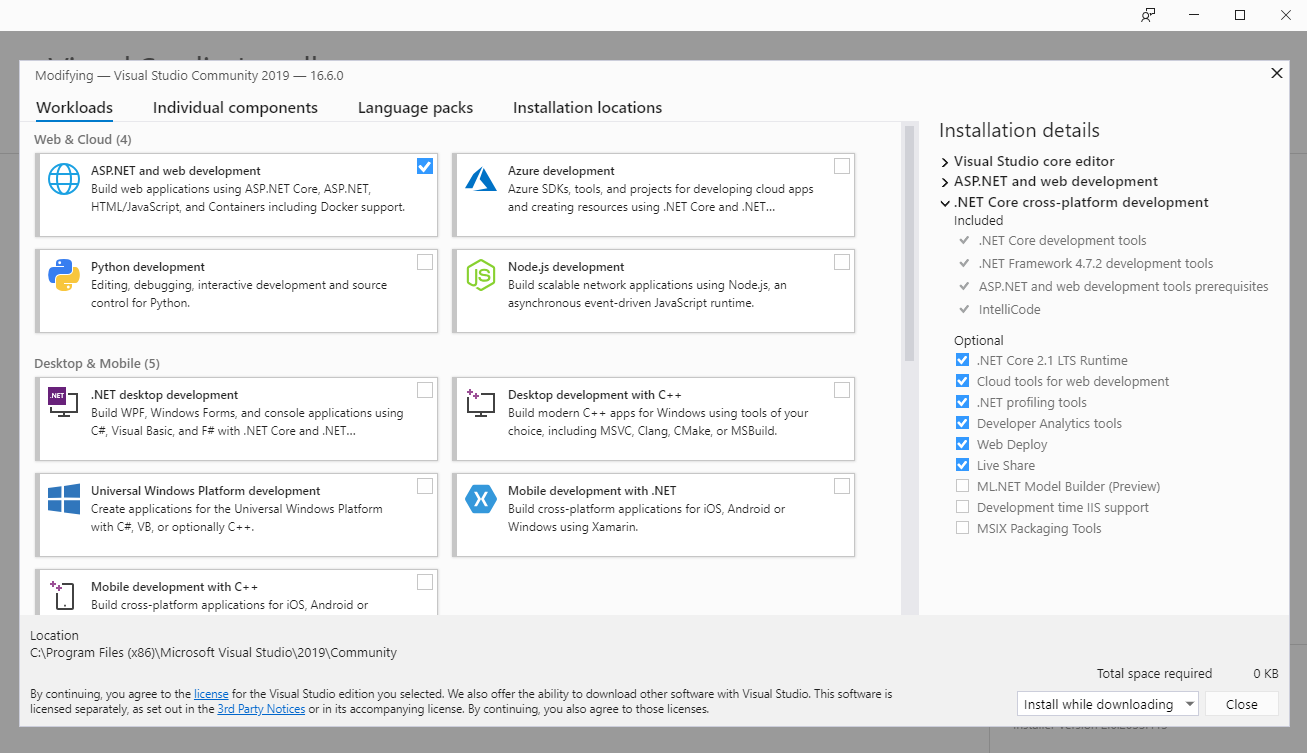 Modifying — Visual Studio Community 2019 — 16.6.0
Workloads Individual components Language packs Installation locations
Web & Cloud (4)
ASP.NET and web development
Build web applications using ASP.NET Core, ASP.NET,
HTML/JavaScript, and Containers including Docker support.
Azure development
Azure SDKs, tools, and projects for developing cloud apps
and creating resources using .NET Core and .NET...
Python development
Editing, debugging, interactive development and source
control for Python.
Node.js development
Build scalable network applications using Node.js, an
asynchronous event-driven JavaScript runtime.
Desktop & Mobile (5)
.NET
.NET desktop development
Build WPF, Windows Forms, and console applications using
C#, Visual Basic, and F# with .NET Core and .NET...
Desktop development with C++
Build modern C++ apps for Windows using tools of your
choice, including MSVC, Clang, CMake, or MSBuild.
Universal Windows Platform development
Create applications for the Universal Windows Platform
with C#, VB, or optionally C++.
Mobile development with .NET
Build cross-platform applications for iOS, Android or
Windows using Xamarin.
Mobile development with C++
Build cross-platform applications for iOS, Android or
Installation details
Visual Studio core editor
ASP.NET and web development
.NET Core cross-platform development
Included
.NET Core development tools
.NET Framework 4.7.2 development tools
ASP.NET and web development tools prerequisites
IntelliCode
Optional
.NET Core 2.1 LTS Runtime
Cloud tools for web development
.NET profiling tools
Developer Analytics tools
Web Deploy
Live Share
ML.NET Model Builder (Preview)
Development time IIS support
MSIX Packaging Tools
Location
C:\Program Files (x86)\Microsoft Visual Studio\2019\Community
Total space required 0 KB
By continuing, you agree to the license for the Visual Studio edition you selected. We also offer the ability to download other software with Visual Studio. This software is
licensed separately, as set out in the 3rd Party Notices or in its accompanying license. By continuing, you also agree to those licenses.
Install while downloading Close